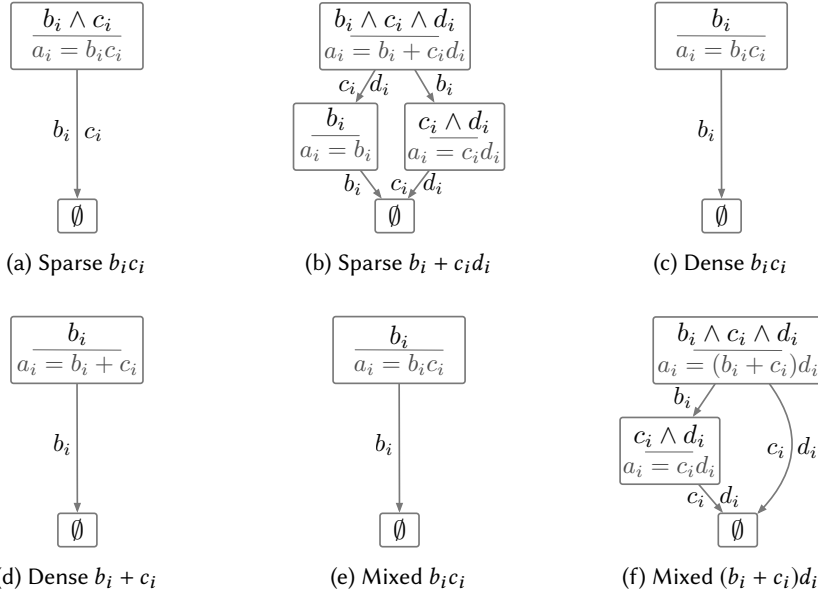 b_i ∧ c_i
a_i = b_i c_i
b_i c_i
∅
(a) Sparse b_i c_i
b_i ∧ c_i ∧ d_i
a_i = b_i + c_i d_i
c_i d_i b_i
b_i
a_i = b_i
c_i ∧ d_i
a_i = c_i d_i
b_i c_i d_i
∅
(b) Sparse b_i + c_i d_i
b_i
a_i = b_i c_i
b_i
∅
(c) Dense b_i c_i
b_i
a_i = b_i + c_i
b_i
∅
(d) Dense b_i + c_i
b_i
a_i = b_i c_i
b_i
∅
(e) Mixed b_i c_i
b_i ∧ c_i ∧ d_i
a_i = (b_i + c_i)d_i
b_i
c_i ∧ d_i
a_i = c_i d_i
c_i d_i
c_i d_i
∅
(f) Mixed (b_i + c_i)d_i